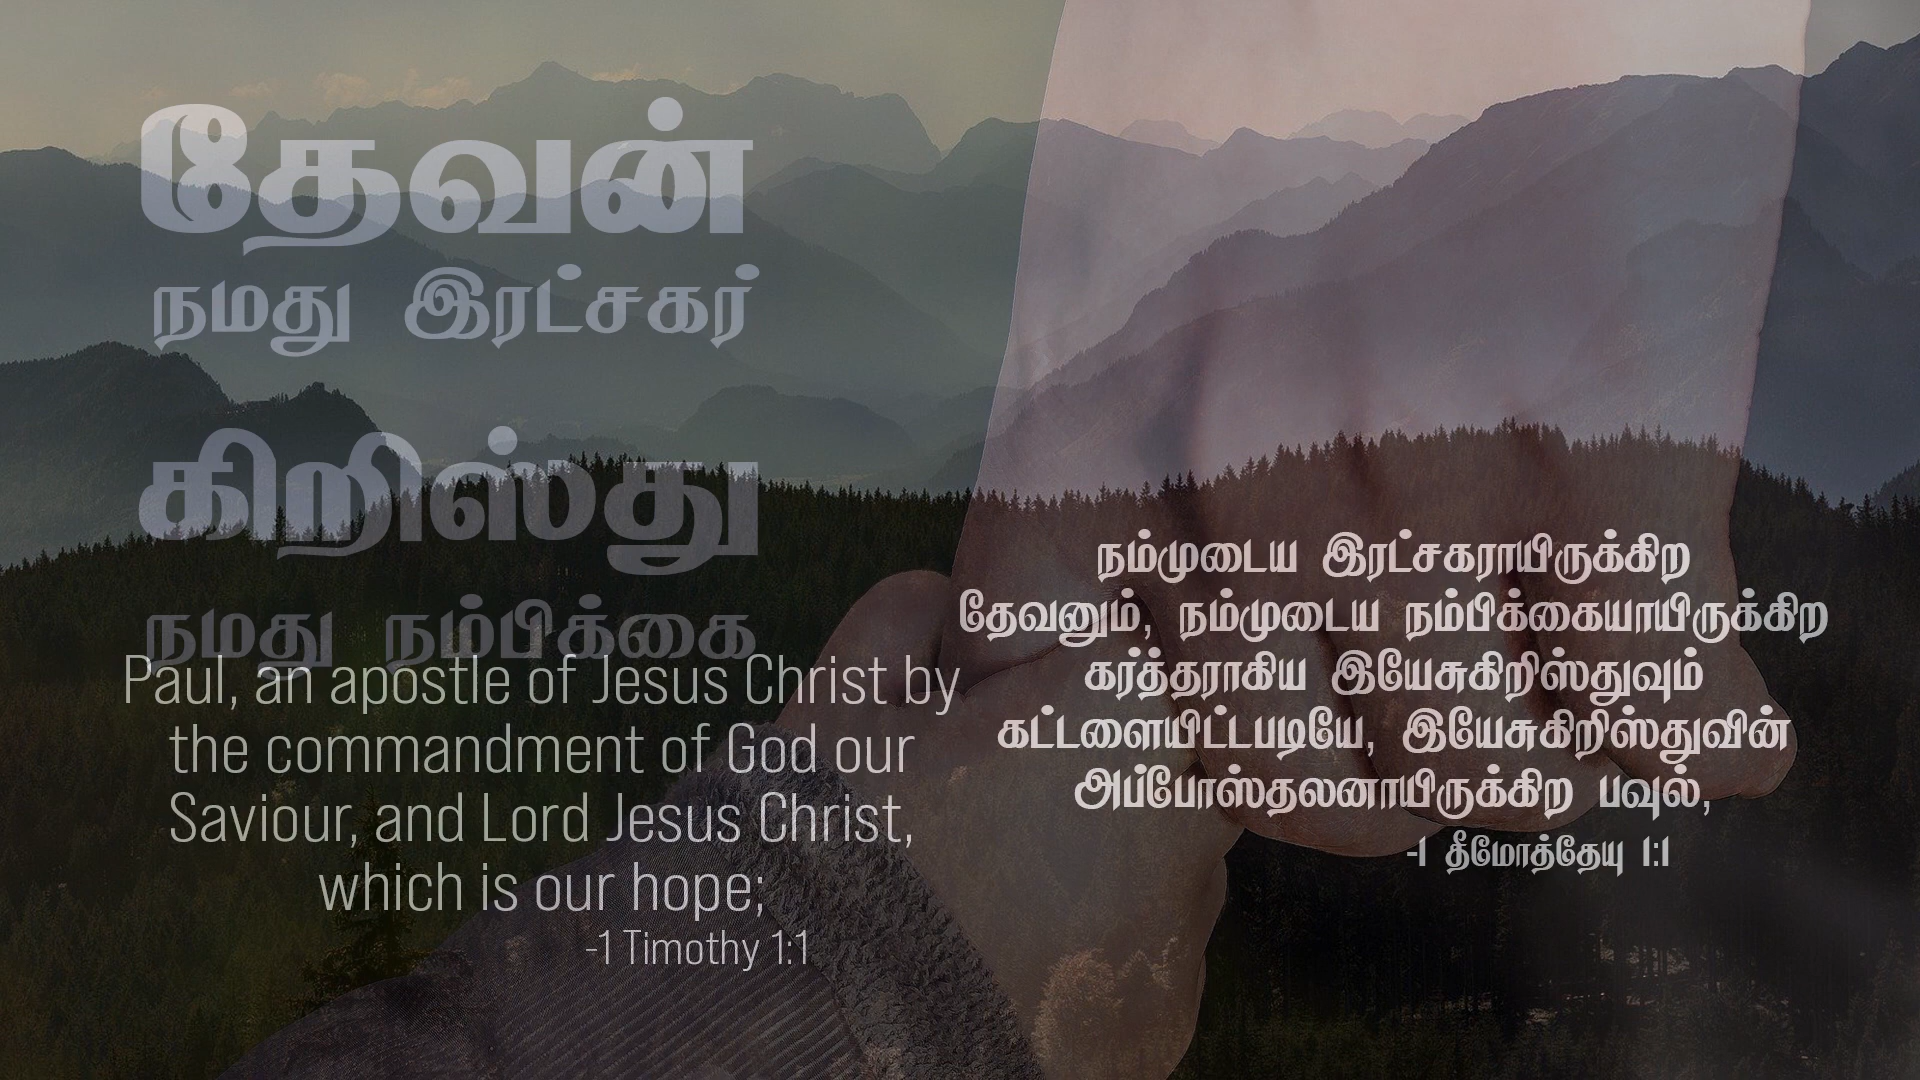 தேவன்
நமது இரட்சகர்
கிறிஸ்து
நமது நம்பிக்கை
Paul, an apostle of Jesus Christ by
the commandment of God our
Saviour, and Lord Jesus Christ,
which is our hope;
-1 Timothy 1:1
நம்முடைய இரட்சகராயிருக்கிற
தேவனும், நம்முடைய நம்பிக்கையாயிருக்கிற
கர்த்தராகிய இயேசுகிறிஸ்துவும்
கட்டளையிட்டபடியே, இயேசுகிறிஸ்துவின்
அப்போஸ்தலனாயிருக்கிற பவுல்,
-1 தீமோத்தேயு 1:1